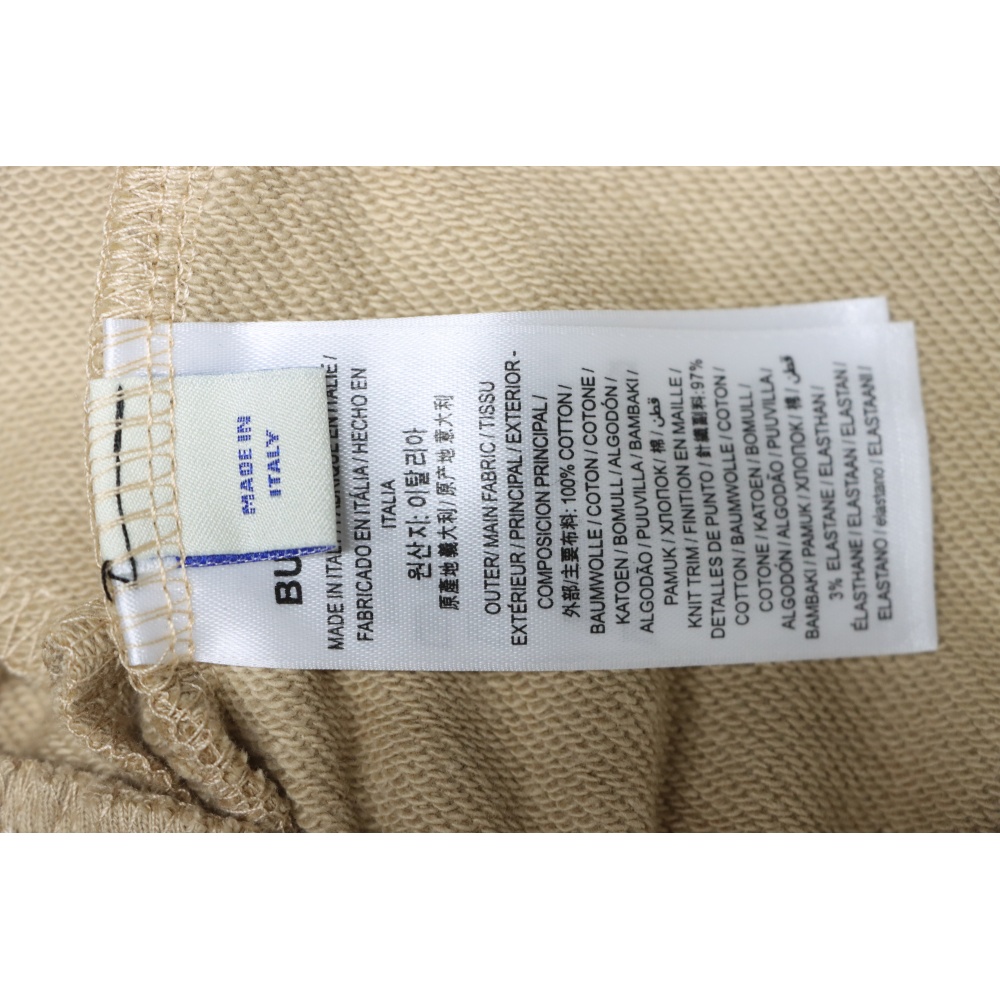 MADE IN
ITALY
BU
MADE IN ITALY / FABRIQUÉ EN ITALIE /
FABRICADO EN ITÁLIA / HECHO EN
ITALIA
원산지: 이탈리아
原產地義大利 / 原产地意大利
OUTER / MAIN FABRIC / TISSU
EXTÉRIEUR / PRINCIPAL / EXTERIOR -
COMPOSICION PRINCIPAL /
外部/主要布料: 100% COTTON /
BAUMWOLLE / COTON / COTONE /
KATOEN / BOMULL / ALGODON /
ALGODÃO / PUUVILLA / BAMBAKI /
PAMUK / ХЛОПОК / 棉 / قطن
KNIT TRIM / FINITION EN MAILLE /
DETALLES DE PUNTO / 針織副料:97%
COTTON / BAUMWOLLE / COTON /
COTONE / KATOEN / BOMULL /
ALGODÓN / ALGODÃO / PUUVILLA /
BAMBAKI / PAMUK / ХЛОПОК / 棉 / قطن
3% ELASTANE / ELASTHAN /
ÉLASTHANE / ELASTAAN / ELASTAN /
ELASTANO / elastano / ELASTAANI /